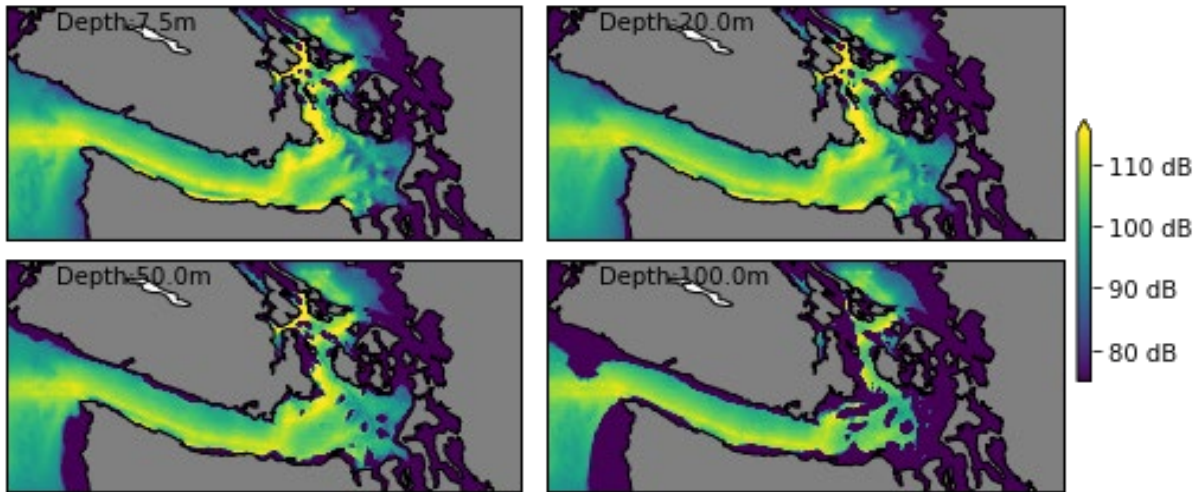 Depth:7.5m
Depth:20.0m
110 dB
100 dB
90 dB
80 dB
Depth:50.0m
Depth:100.0m